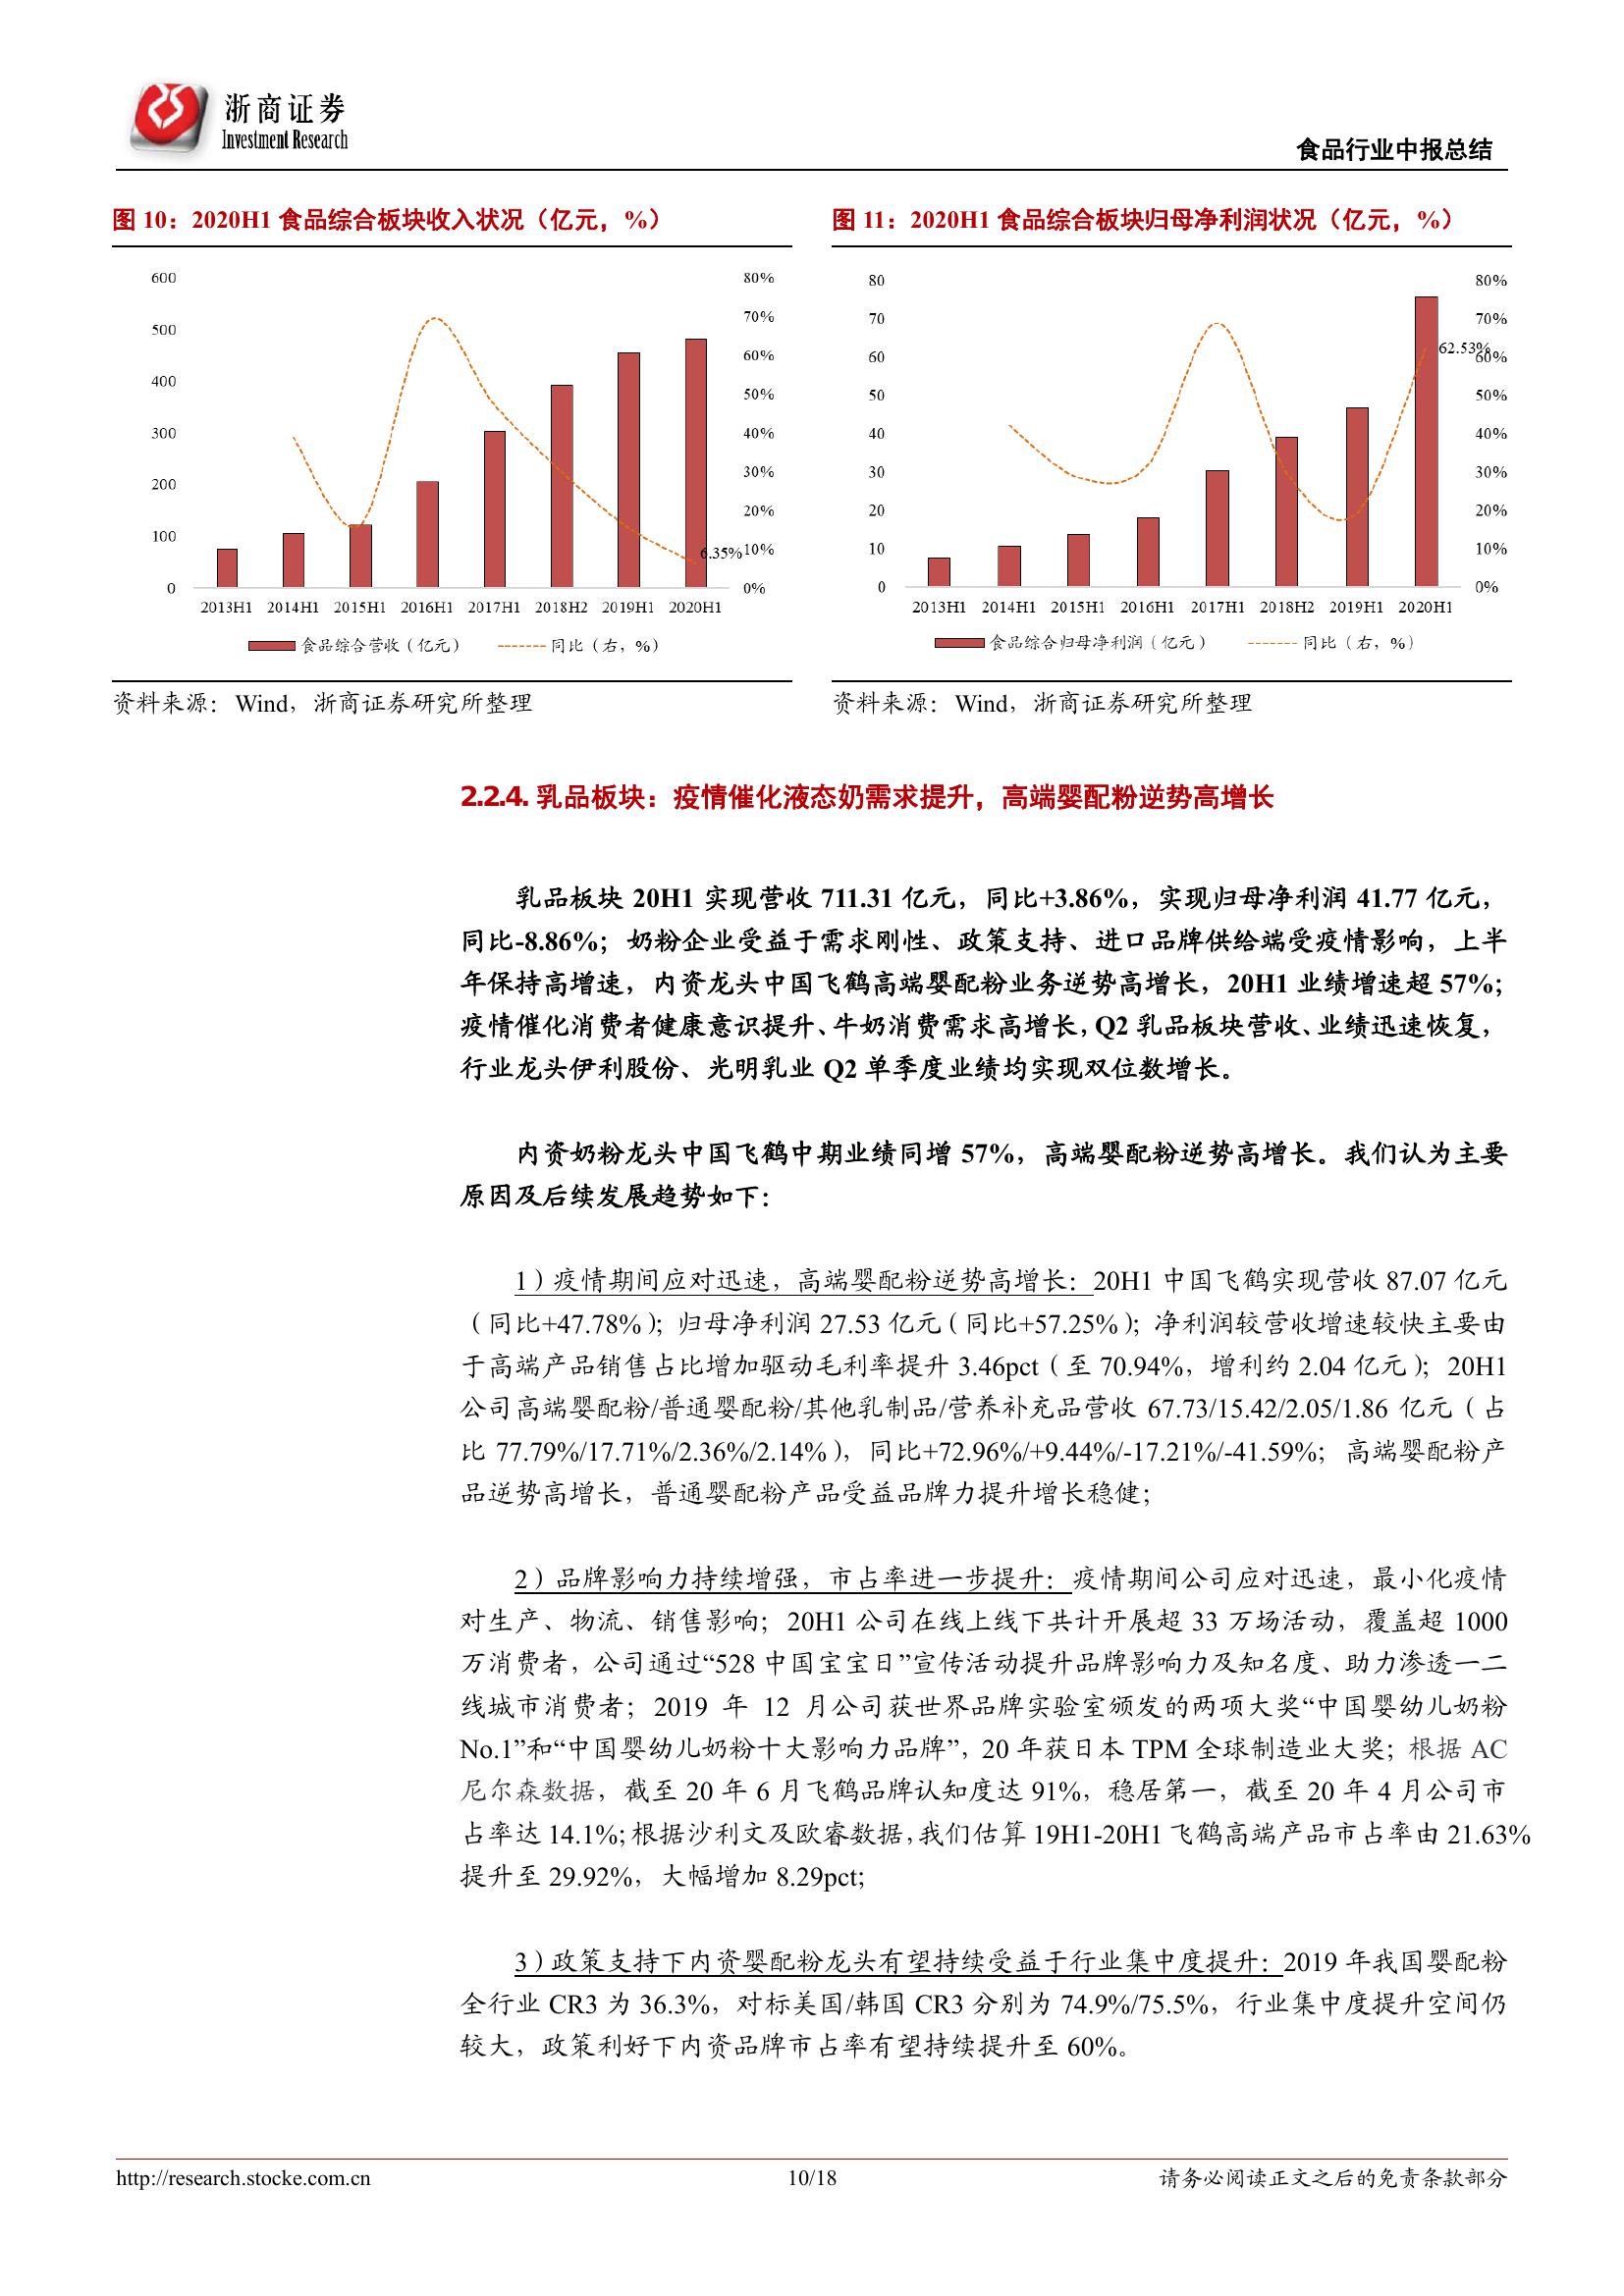 浙商证券
Investment Research
食品行业中报总结
图 10：2020H1 食品综合板块收入状况（亿元，%）
600
500
400
300
200
100
0
80%
70%
60%
50%
40%
30%
20%
10%
0%
6.35%
2013H1 2014H1 2015H1 2016H1 2017H1 2018H2 2019H1 2020H1
食品综合营收（亿元） 同比（右，%）
资料来源：Wind，浙商证券研究所整理
图 11：2020H1 食品综合板块归母净利润状况（亿元，%）
80
70
60
50
40
30
20
10
0
80%
70%
60%
50%
40%
30%
20%
10%
0%
62.53%
2013H1 2014H1 2015H1 2016H1 2017H1 2018H2 2019H1 2020H1
食品综合归母净利润（亿元） 同比（右，%）
资料来源：Wind，浙商证券研究所整理
2.2.4. 乳品板块：疫情催化液态奶需求提升，高端婴配粉逆势高增长
乳品板块 20H1 实现营收 711.31 亿元，同比+3.86%，实现归母净利润 41.77 亿元，
同比-8.86%；奶粉企业受益于需求刚性、政策支持、进口品牌供给端受疫情影响，上半
年保持高增速，内资龙头中国飞鹤高端婴配粉业务逆势高增长，20H1 业绩增速超 57%；
疫情催化消费者健康意识提升、牛奶消费需求高增长，Q2 乳品板块营收、业绩迅速恢复，
行业龙头伊利股份、光明乳业 Q2 单季度业绩均实现双位数增长。
内资奶粉龙头中国飞鹤中期业绩同增 57%，高端婴配粉逆势高增长。我们认为主要
原因及后续发展趋势如下：
1）疫情期间应对迅速，高端婴配粉逆势高增长：20H1 中国飞鹤实现营收 87.07 亿元
（同比+47.78%）；归母净利润 27.53 亿元（同比+57.25%）；净利润较营收增速较快主要由
于高端产品销售占比增加驱动毛利率提升 3.46pct（至 70.94%，增利约 2.04 亿元）；20H1
公司高端婴配粉/普通婴配粉/其他乳制品/营养补充品营收 67.73/15.42/2.05/1.86 亿元（占
比 77.79%/17.71%/2.36%/2.14%），同比+72.96%/+9.44%/-17.21%/-41.59%；高端婴配粉产
品逆势高增长，普通婴配粉产品受益品牌力提升增长稳健；
2）品牌影响力持续增强，市占率进一步提升：疫情期间公司应对迅速，最小化疫情
对生产、物流、销售影响；20H1 公司在线上线下共计开展超 33 万场活动，覆盖超 1000
万消费者，公司通过“528 中国宝宝日”宣传活动提升品牌影响力及知名度、助力渗透一二
线城市消费者；2019 年 12 月公司获世界品牌实验室颁发的两项大奖“中国婴幼儿奶粉
No.1”和“中国婴幼儿奶粉十大影响力品牌”，20 年获日本 TPM 全球制造业大奖；根据 AC
尼尔森数据，截至 20 年 6 月飞鹤品牌认知度达 91%，稳居第一，截至 20 年 4 月公司市
占率达 14.1%；根据沙利文及欧睿数据，我们估算 19H1-20H1 飞鹤高端产品市占率由 21.63%
提升至 29.92%，大幅增加 8.29pct；
3）政策支持下内资婴配粉龙头有望持续受益于行业集中度提升：2019 年我国婴配粉
全行业 CR3 为 36.3%，对标美国/韩国 CR3 分别为 74.9%/75.5%，行业集中度提升空间仍
较大，政策利好下内资品牌市占率有望持续提升至 60%。
http://research.stocke.com.cn 10/18 请务必阅读正文之后的免责条款部分